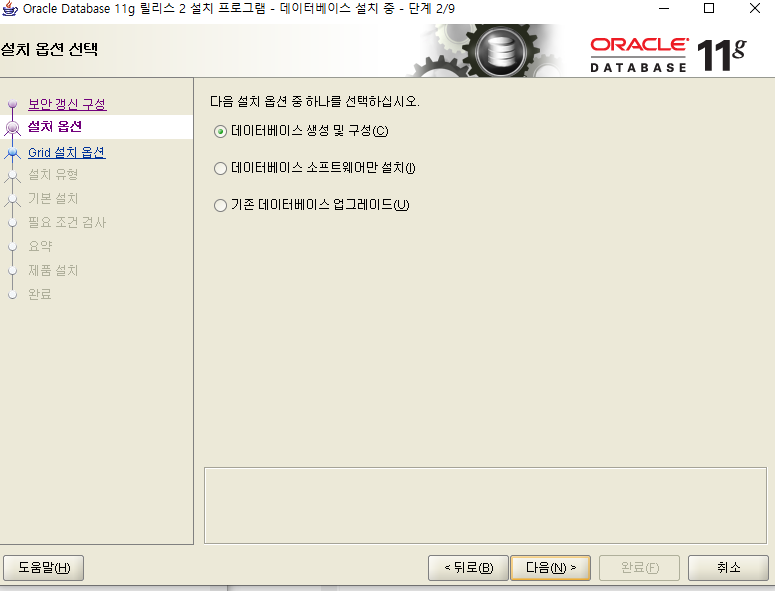 Oracle Database 11g 릴리스 2 설치 프로그램 - 데이터베이스 설치 중 - 단계 2/9
설치 옵션 선택
ORACLE®
DATABASE
11g
보안 갱신 구성
설치 옵션
Grid 설치 옵션
설치 유형
기본 설치
필요 조건 검사
요약
제품 설치
완료
다음 설치 옵션 중 하나를 선택하십시오.
데이터베이스 생성 및 구성(C)
데이터베이스 소프트웨어만 설치(I)
기존 데이터베이스 업그레이드(U)
도움말(H)
< 뒤로(B)
다음(N) >
완료(F)
취소